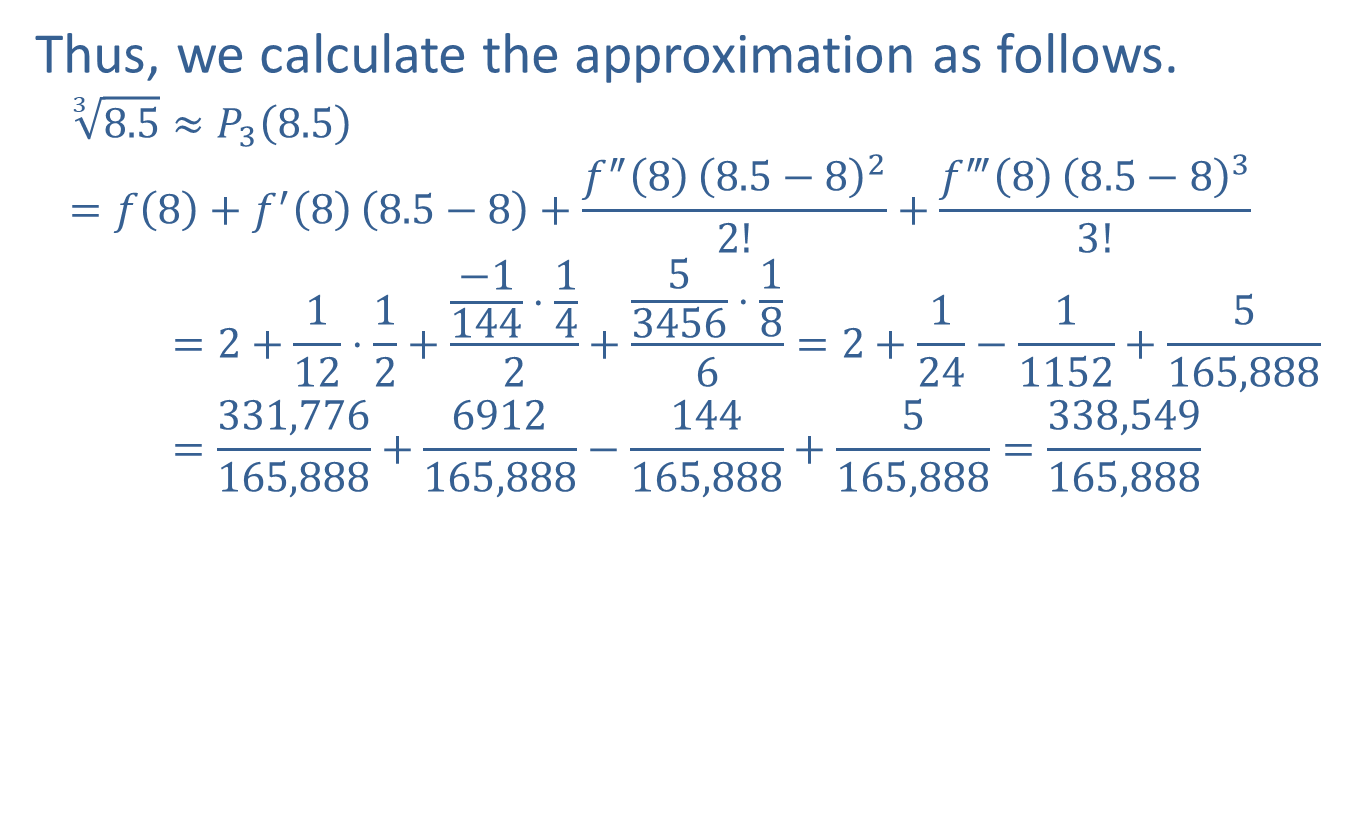 Thus, we calculate the approximation as follows.
∛8.5 ≈ P₃(8.5)
= f(8) + f′(8) (8.5 − 8) + f″(8) (8.5 − 8)²/2! + f‴(8) (8.5 − 8)³/3!
= 2 + 1/12 · 1/2 + (−1/144 · 1/4)/2 + (5/3456 · 1/8)/6 = 2 + 1/24 − 1/1152 + 5/165,888
= 331,776/165,888 + 6912/165,888 − 144/165,888 + 5/165,888 = 338,549/165,888